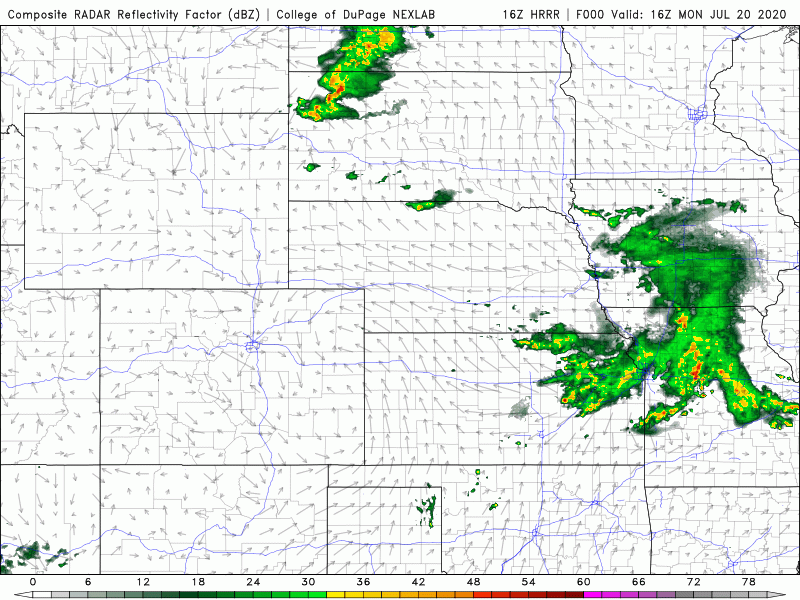 Composite RADAR Reflectivity Factor (dBZ) | College of DuPage NEXLAB 16Z HRRR | F000 Valid: 16Z MON JUL 20 2020
0 6 12 18 24 30 36 42 48 54 60 66 72 78